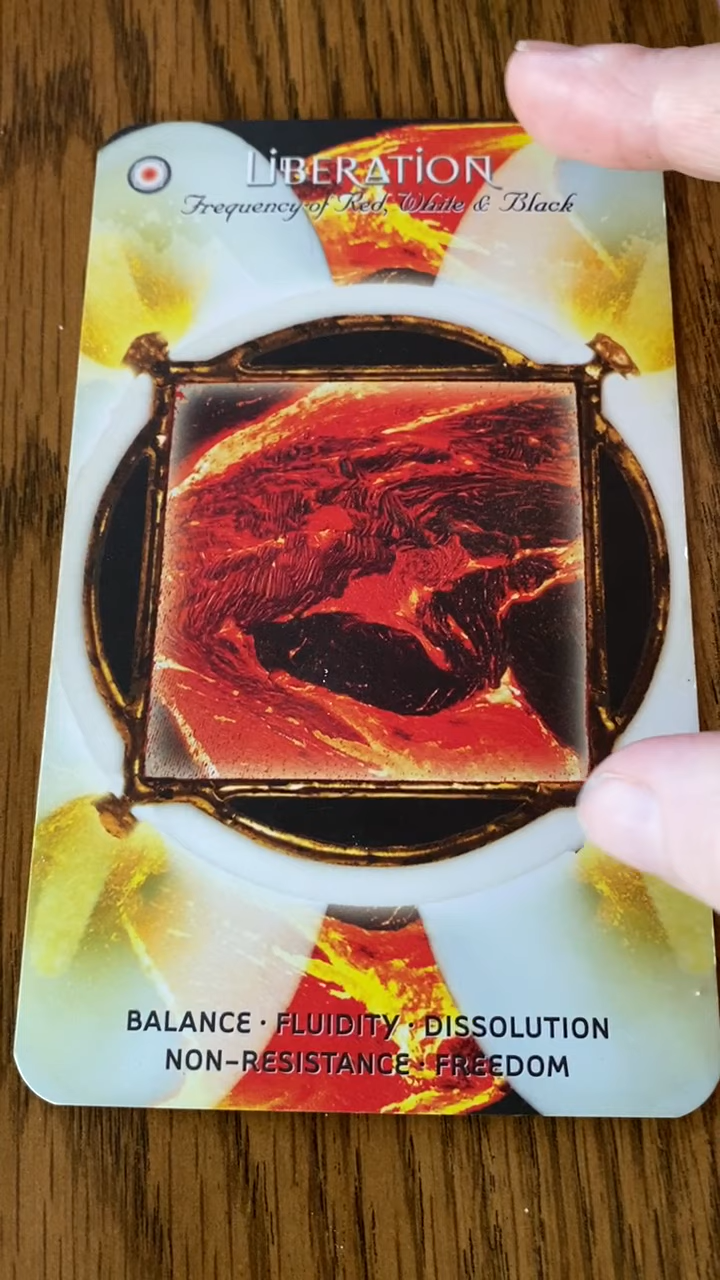 LiBERATiON
Frequency of Red, White & Black
BALANCE · FLUIDITY · DISSOLUTION
NON-RESISTANCE · FREEDOM